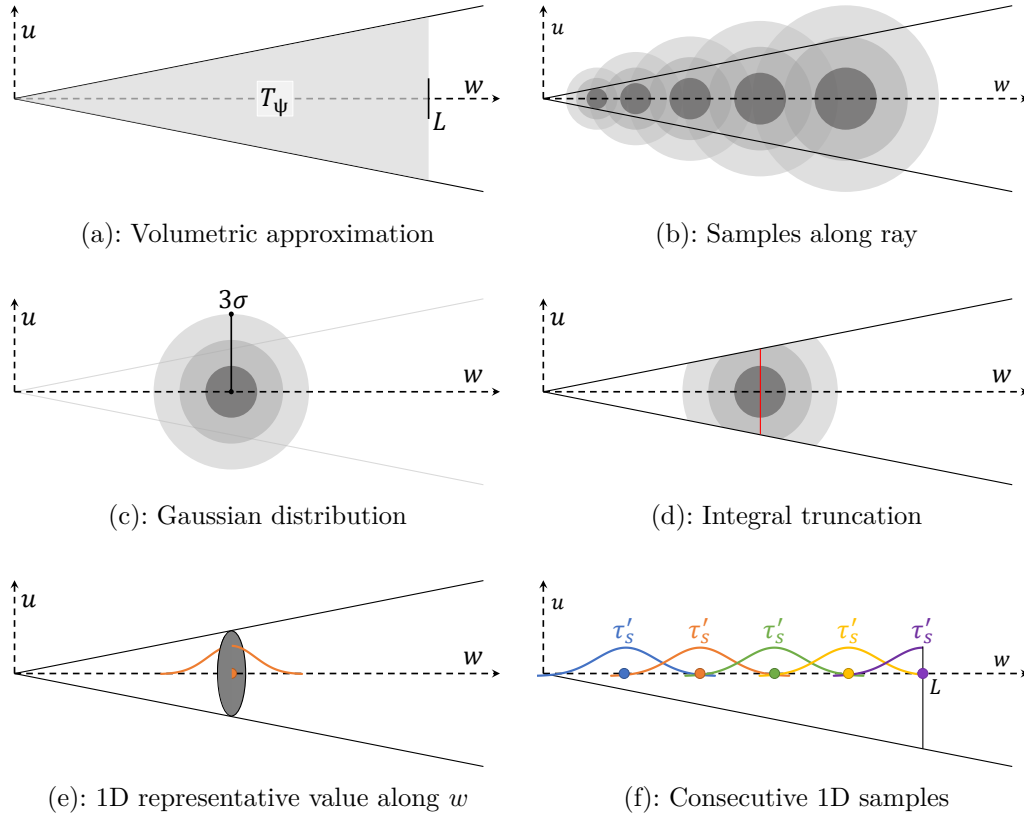 u
w
T_ψ
L
(a): Volumetric approximation
u
w
(b): Samples along ray
u
3σ
w
(c): Gaussian distribution
u
w
(d): Integral truncation
u
w
(e): 1D representative value along w
u
τ′_s τ′_s τ′_s τ′_s τ′_s
w
L
(f): Consecutive 1D samples